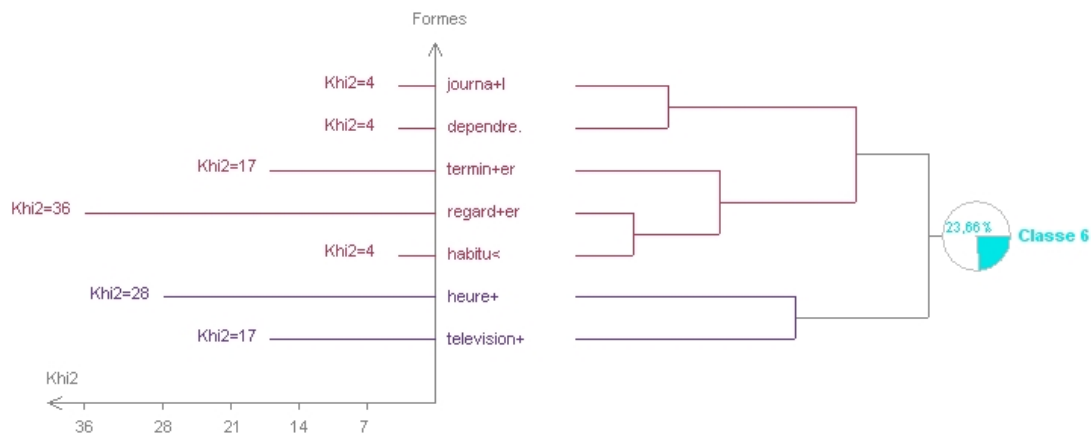 Formes
Khi2=4 journa+l
Khi2=4 dependre.
Khi2=17 termin+er
Khi2=36 regard+er
23,66% Classe 6
Khi2=4 habitu<
Khi2=28 heure+
Khi2=17 television+
Khi2
36 28 21 14 7